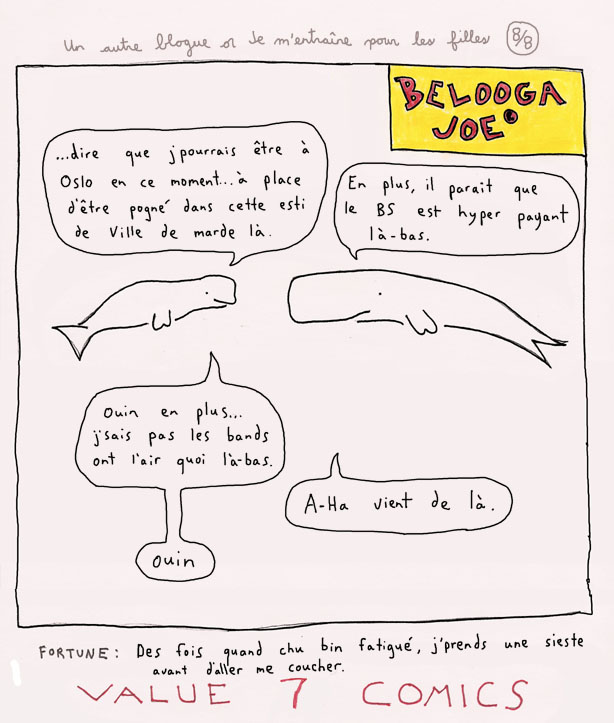 Un autre blogue où Je m'entraîne pour les filles 8/8
BELOOGA
JOE
...dire que j'pourrais être à
Oslo en ce moment... à place
d'être pogné dans cette esti
de Ville de marde là.
En plus, il parait que
le BS est hyper payant
là-bas.
Ouin en plus...
j'sais pas les bands
ont l'air quoi là-bas.
A-Ha vient de là.
Ouin
FORTUNE: Des fois quand chu bin fatigué, j'prends une sieste
avant d'aller me coucher.
VALUE 7 COMICS